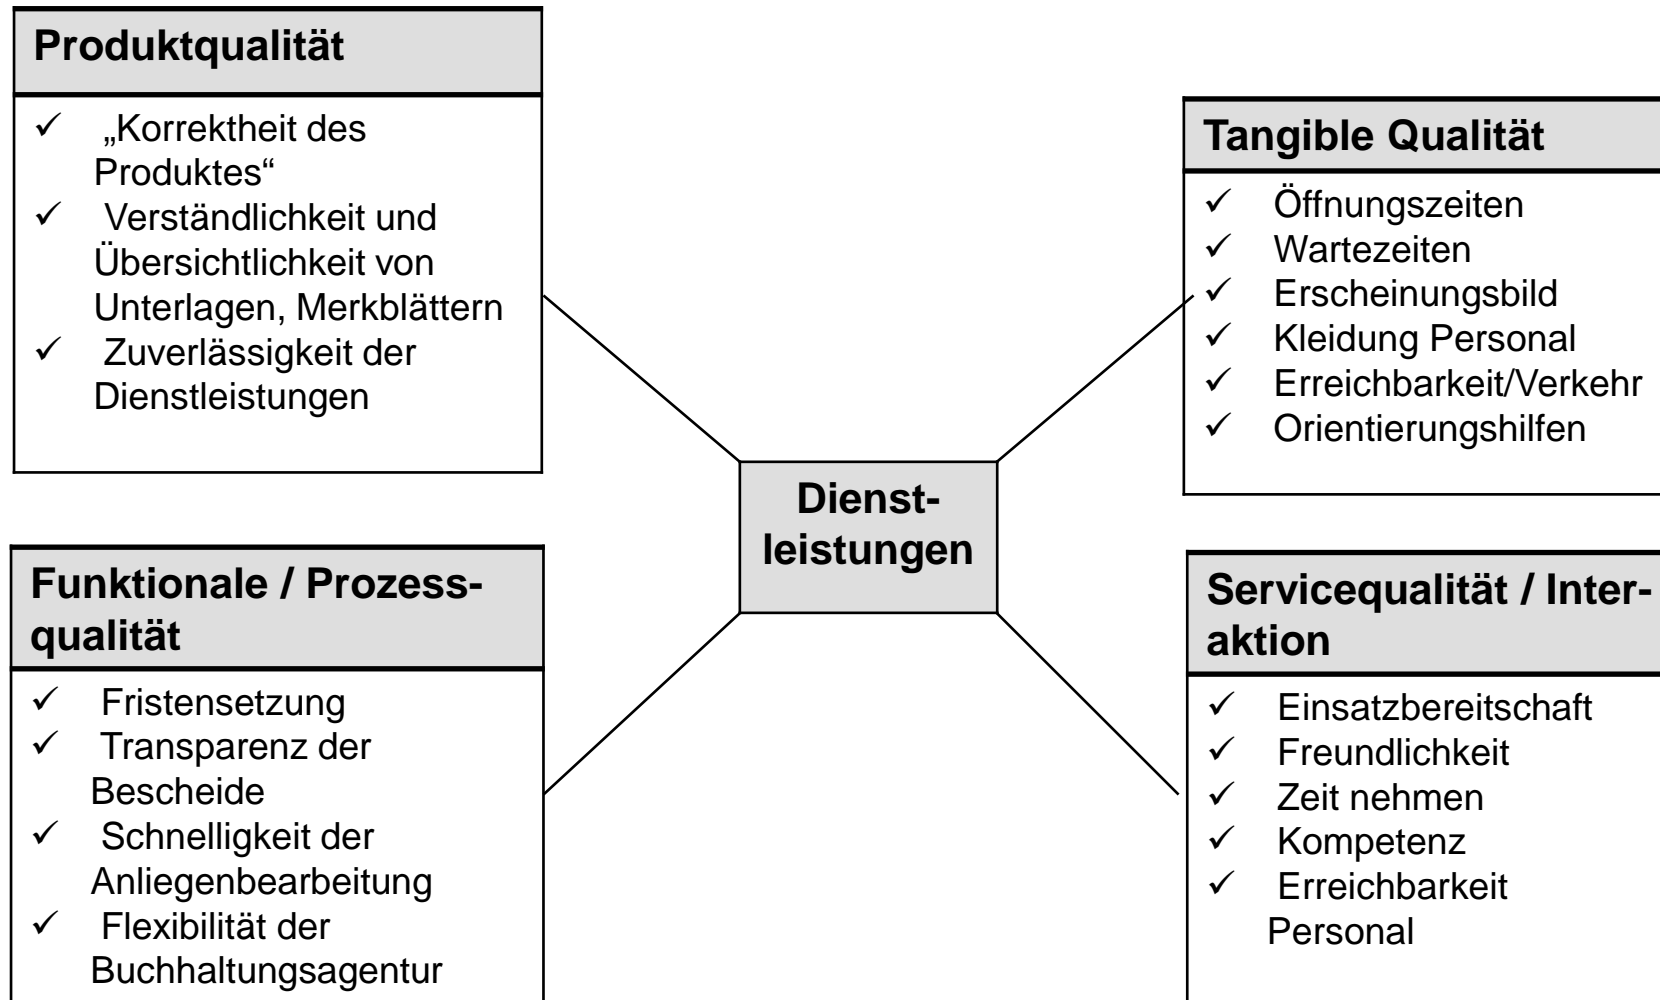 Produktqualität
✓ „Korrektheit des
Produktes“
✓ Verständlichkeit und
Übersichtlichkeit von
Unterlagen, Merkblättern
✓ Zuverlässigkeit der
Dienstleistungen
Tangible Qualität
✓ Öffnungszeiten
✓ Wartezeiten
✓ Erscheinungsbild
✓ Kleidung Personal
✓ Erreichbarkeit/Verkehr
✓ Orientierungshilfen
Dienst-
leistungen
Funktionale / Prozess-
qualität
✓ Fristensetzung
✓ Transparenz der
Bescheide
✓ Schnelligkeit der
Anliegenbearbeitung
✓ Flexibilität der
Buchhaltungsagentur
Servicequalität / Inter-
aktion
✓ Einsatzbereitschaft
✓ Freundlichkeit
✓ Zeit nehmen
✓ Kompetenz
✓ Erreichbarkeit
Personal